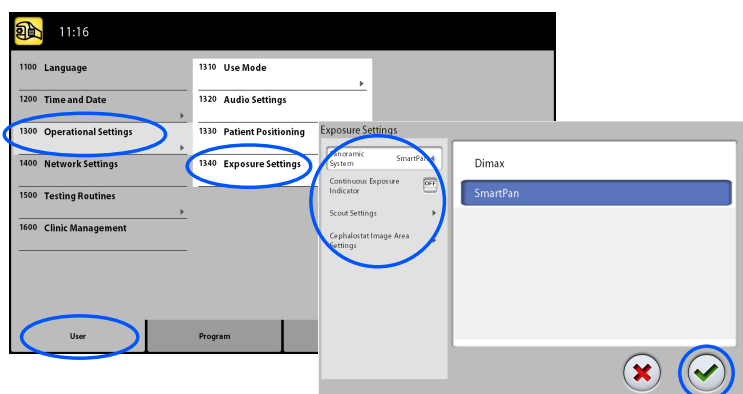 11:16
1100 Language
1310 Use Mode
1200 Time and Date
1320 Audio Settings
1300 Operational Settings
1330 Patient Positioning
1400 Network Settings
1340 Exposure Settings
1500 Testing Routines
1600 Clinic Management
User
Program
Exposure Settings
Panoramic
System
SmartPan
Continuous Exposure
Indicator
OFF
Scout Settings
Cephalostat Image Area
Settings
Dimax
SmartPan